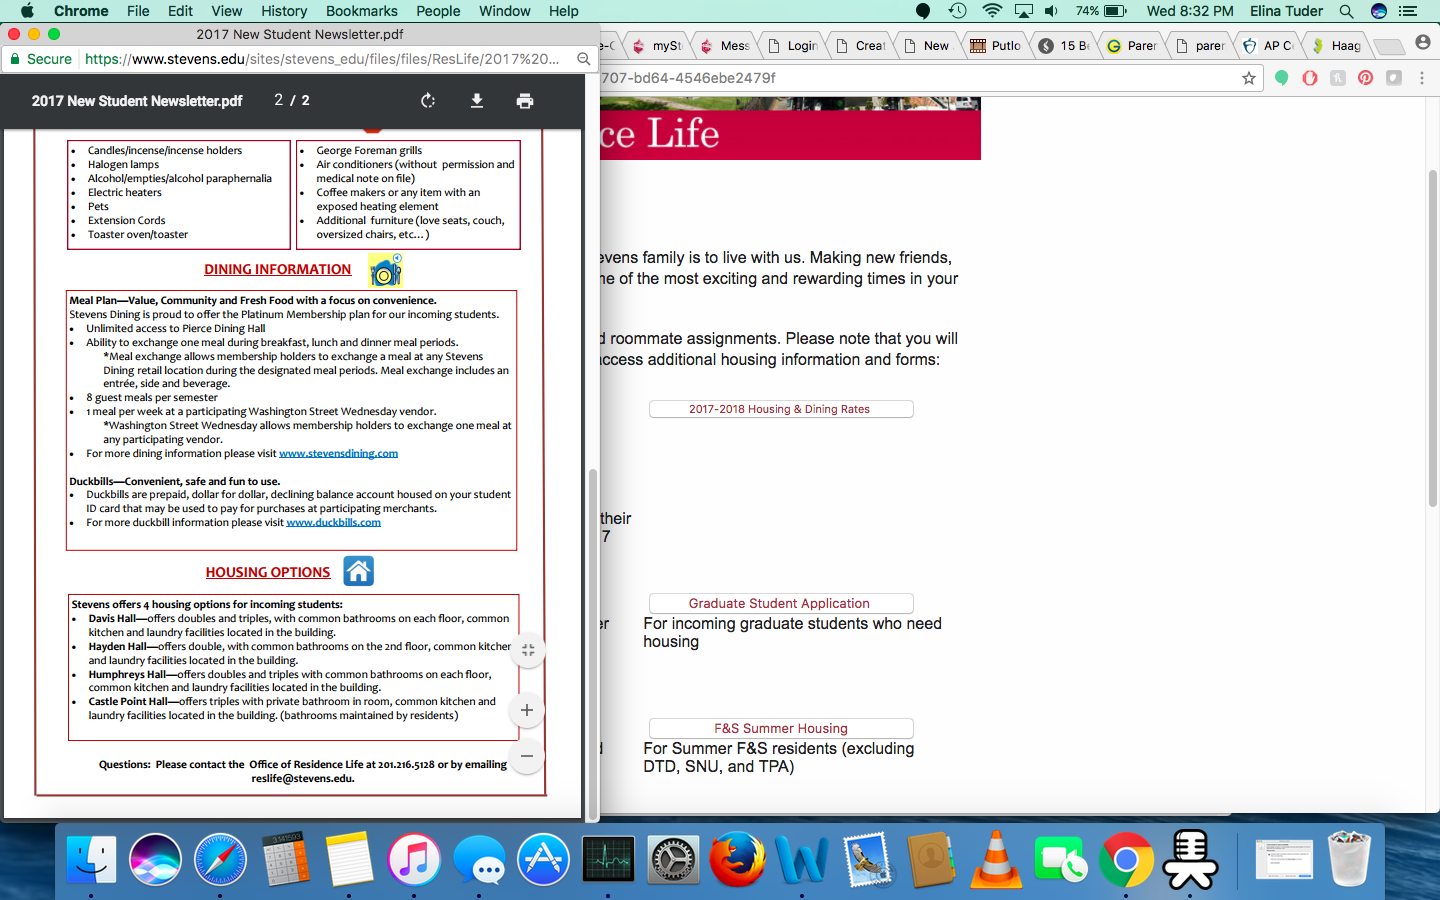 Chrome File Edit View History Bookmarks People Window Help
74% Wed 8:32 PM Elina Tuder
2017 New Student Newsletter.pdf
Secure https://www.stevens.edu/sites/stevens_edu/files/files/ResLife/2017%20...
2017 New Student Newsletter.pdf 2 / 2
• Candles/incense/incense holders
• Halogen lamps
• Alcohol/empties/alcohol paraphernalia
• Electric heaters
• Pets
• Extension Cords
• Toaster oven/toaster
• George Foreman grills
• Air conditioners (without permission and
medical note on file)
• Coffee makers or any item with an
exposed heating element
• Additional furniture (love seats, couch,
oversized chairs, etc...)
DINING INFORMATION
Meal Plan—Value, Community and Fresh Food with a focus on convenience.
Stevens Dining is proud to offer the Platinum Membership plan for our incoming students.
• Unlimited access to Pierce Dining Hall
• Ability to exchange one meal during breakfast, lunch and dinner meal periods.
*Meal exchange allows membership holders to exchange a meal at any Stevens
Dining retail location during the designated meal periods. Meal exchange includes an
entrée, side and beverage.
• 8 guest meals per semester
• 1 meal per week at a participating Washington Street Wednesday vendor.
*Washington Street Wednesday allows membership holders to exchange one meal at
any participating vendor.
• For more dining information please visit www.stevensdining.com
Duckbills—Convenient, safe and fun to use.
• Duckbills are prepaid, dollar for dollar, declining balance account housed on your student
ID card that may be used to pay for purchases at participating merchants.
• For more duckbill information please visit www.duckbills.com
HOUSING OPTIONS
Stevens offers 4 housing options for incoming students:
• Davis Hall—offers doubles and triples, with common bathrooms on each floor, common
kitchen and laundry facilities located in the building.
• Hayden Hall—offers double, with common bathrooms on the 2nd floor, common kitchen
and laundry facilities located in the building.
• Humphreys Hall—offers doubles and triples with common bathrooms on each floor,
common kitchen and laundry facilities located in the building.
• Castle Point Hall—offers triples with private bathroom in room, common kitchen and
laundry facilities located in the building. (bathrooms maintained by residents)
Questions: Please contact the Office of Residence Life at 201.216.5128 or by emailing
reslife@stevens.edu.
e-C mySt Mess Login Creat New Putlo 15 B Paren paren AP C Haag
707-bd64-4546ebe2479f
ce Life
evens family is to live with us. Making new friends,
ne of the most exciting and rewarding times in your
d roommate assignments. Please note that you will
access additional housing information and forms:
2017-2018 Housing & Dining Rates
their
7
Graduate Student Application
er For incoming graduate students who need
housing
F&S Summer Housing
d For Summer F&S residents (excluding
DTD, SNU, and TPA)
3.141503